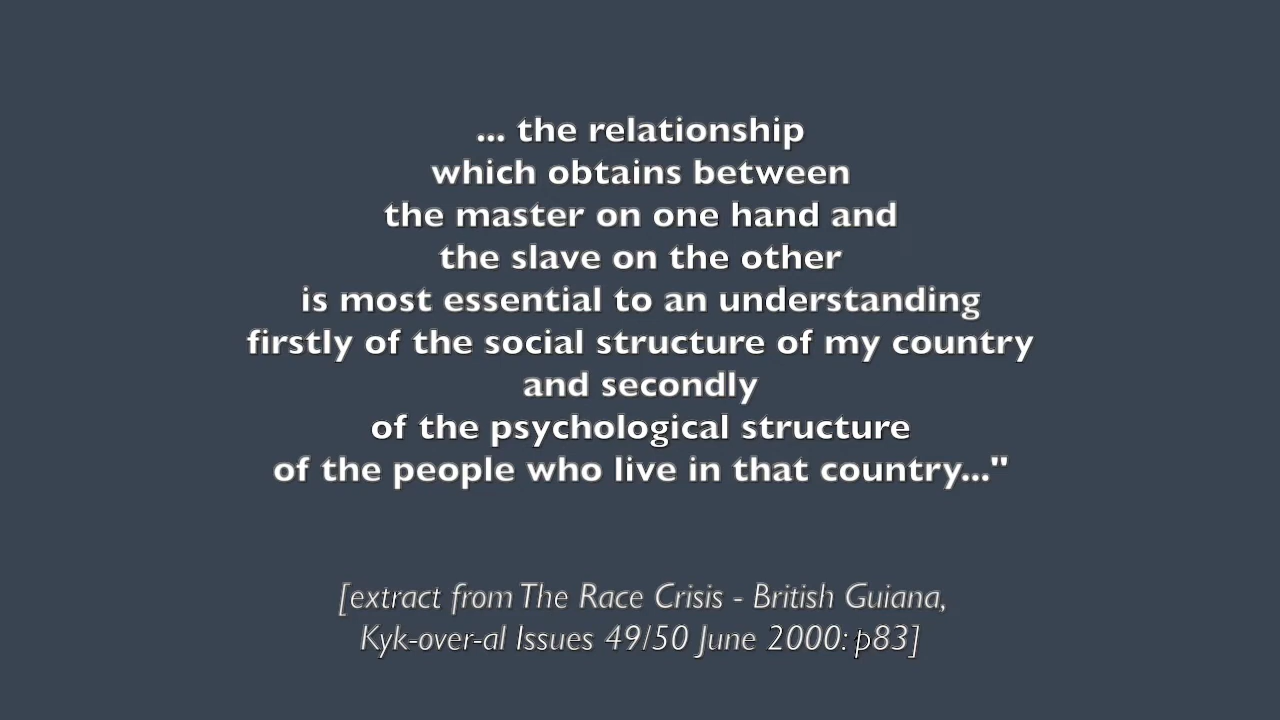 ... the relationship
which obtains between
the master on one hand and
the slave on the other
is most essential to an understanding
firstly of the social structure of my country
and secondly
of the psychological structure
of the people who live in that country..."
[extract from The Race Crisis - British Guiana,
Kyk-over-al Issues 49/50 June 2000: p83]